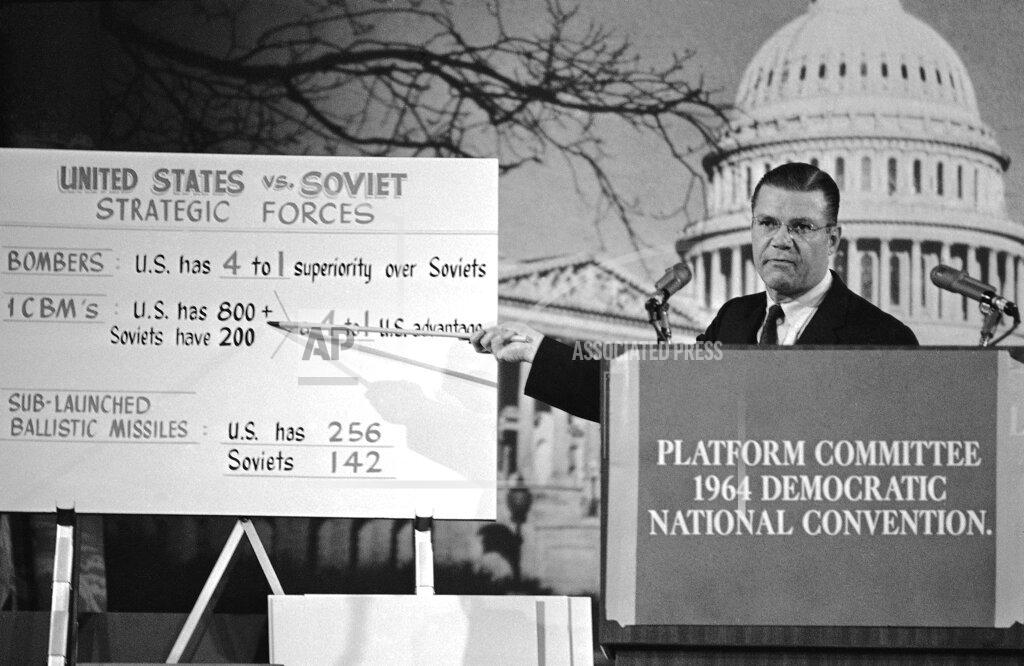 UNITED STATES vs. SOVIET
STRATEGIC FORCES
BOMBERS : U.S. has 4 to 1 superiority over Soviets
ICBM's : U.S. has 800+
4 to 1 U.S. advantage
Soviets have 200
SUB-LAUNCHED
BALLISTIC MISSILES : U.S. has 256
Soviets 142
AP
ASSOCIATED PRESS
PLATFORM COMMITTEE
1964 DEMOCRATIC
NATIONAL CONVENTION.